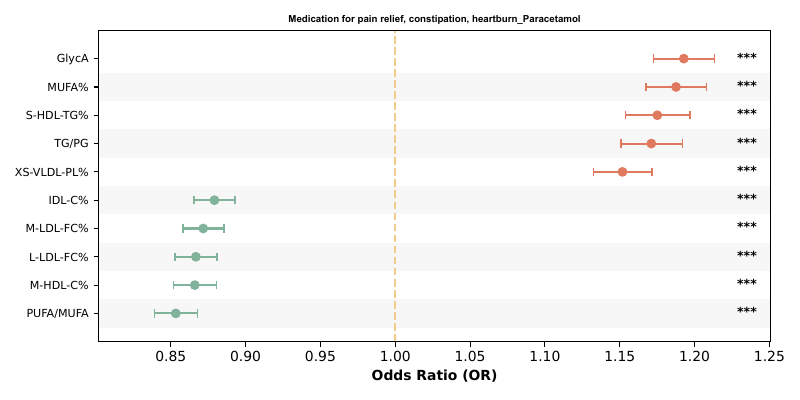 Medication for pain relief, constipation, heartburn_Paracetamol
GlycA ***
MUFA% ***
S-HDL-TG% ***
TG/PG ***
XS-VLDL-PL% ***
IDL-C% ***
M-LDL-FC% ***
L-LDL-FC% ***
M-HDL-C% ***
PUFA/MUFA ***
0.85 0.90 0.95 1.00 1.05 1.10 1.15 1.20 1.25
Odds Ratio (OR)